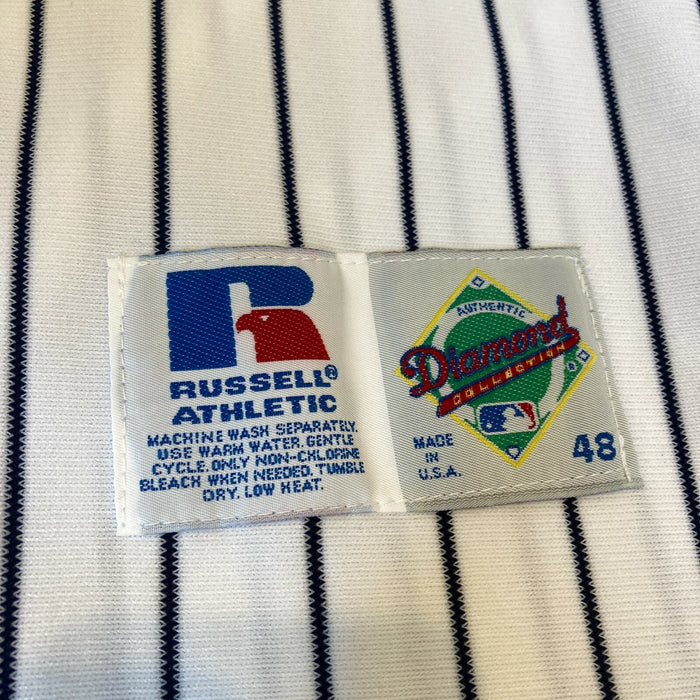 RUSSELL®
ATHLETIC
MACHINE WASH SEPARATELY.
USE WARM WATER. GENTLE
CYCLE. ONLY NON-CHLORINE
BLEACH WHEN NEEDED. TUMBLE
DRY. LOW HEAT.
AUTHENTIC
Diamond
COLLECTION
MADE
IN
U.S.A.
48